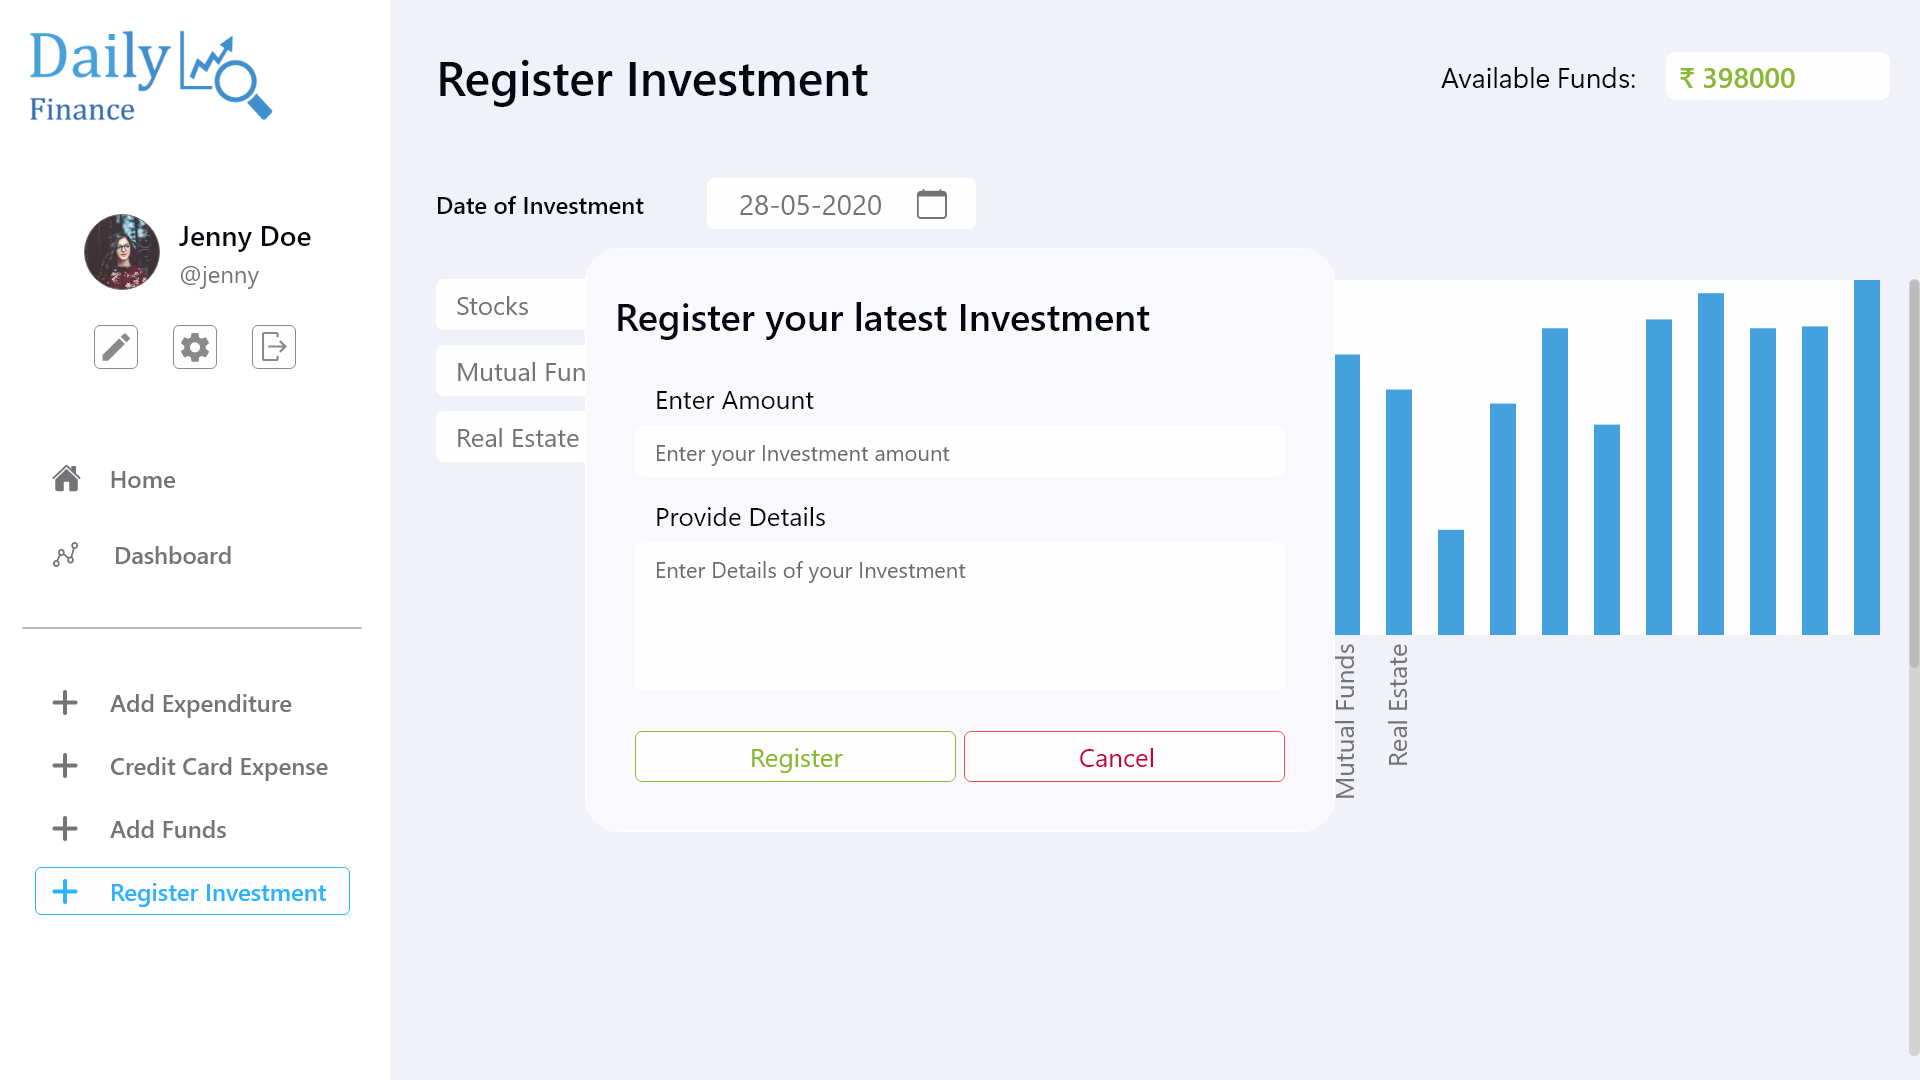 Daily
Finance
Jenny Doe
@jenny
Home
Dashboard
Add Expenditure
Credit Card Expense
Add Funds
Register Investment
Register Investment
Available Funds:
₹ 398000
Date of Investment
28-05-2020
Stocks
Mutual Fun
Real Estate
Register your latest Investment
Enter Amount
Enter your Investment amount
Provide Details
Enter Details of your Investment
Register
Cancel
Mutual Funds
Real Estate